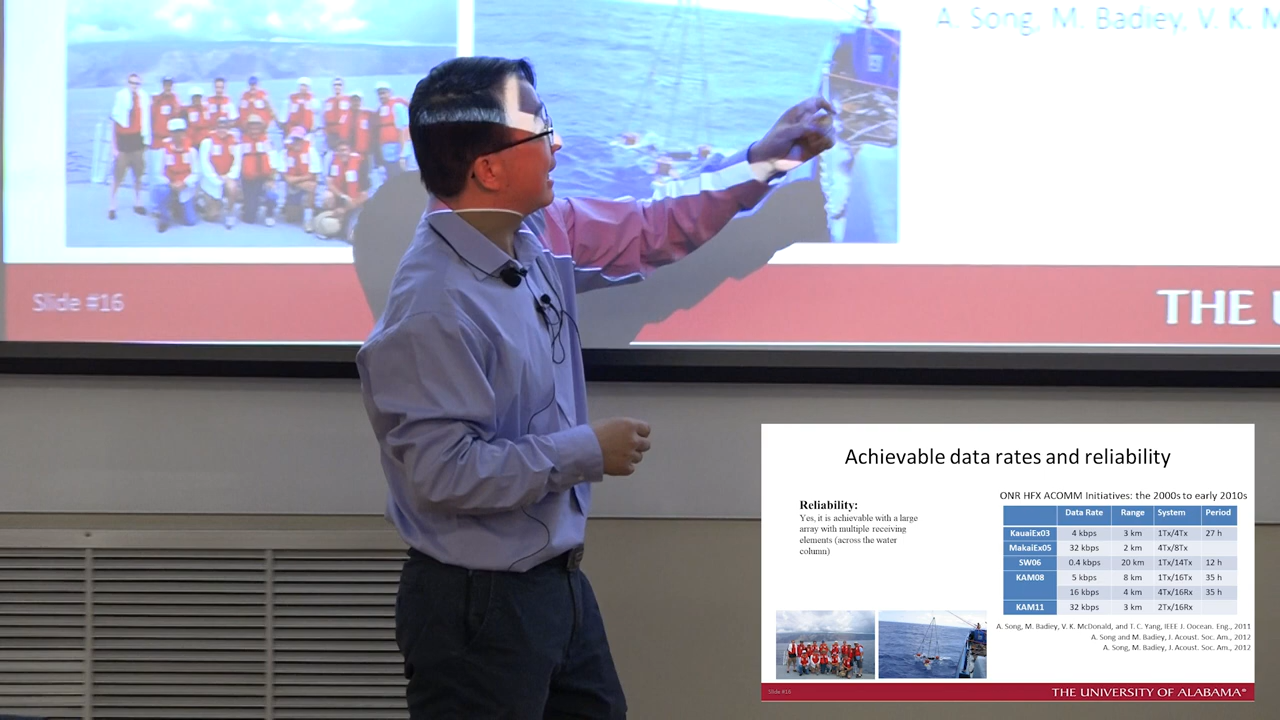 A. Song, M. Badiey, V. K. M
Slide #16
THE
Achievable data rates and reliability
Reliability:
Yes, it is achievable with a large
array with multiple receiving
elements (across the water
column)
ONR HFX ACOMM Initiatives: the 2000s to early 2010s
Data Rate Range System Period
KauaiEx03 4 kbps 3 km 1Tx/4Tx 27 h
MakaiEx05 32 kbps 2 km 4Tx/8Tx
SW06 0.4 kbps 20 km 1Tx/14Tx 12 h
KAM08 5 kbps 8 km 1Tx/16Tx 35 h
16 kbps 4 km 4Tx/16Rx 35 h
KAM11 32 kbps 3 km 2Tx/16Rx
A. Song, M. Badiey, V. K. McDonald, and T. C. Yang, IEEE J. Oocean. Eng., 2011
A. Song and M. Badiey, J. Acoust. Soc. Am., 2012
A. Song, M. Badiey, J. Acoust. Soc. Am., 2012
Slide #16
THE UNIVERSITY OF ALABAMA®